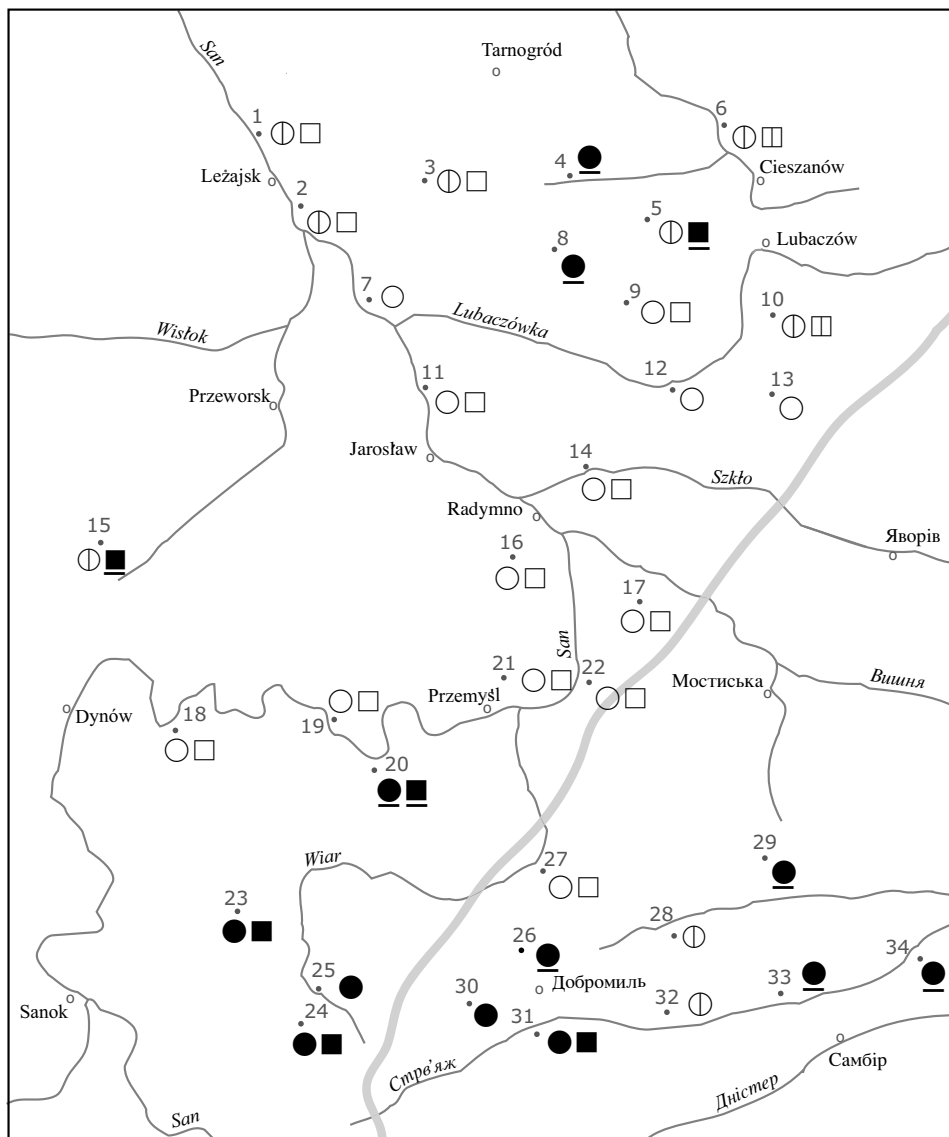 San
Tarnogród
1
6
Leżajsk
3
4
Cieszanów
2
5
8
Lubaczów
7
9
10
Wisłok
Lubaczówka
11
12
13
Przeworsk
Jarosław
14
Szkło
Radymno
15
16
Яворів
17
San
21
22
Мостиська
Вишня
Dynów
18
19
Przemyśl
20
29
Wiar
27
23
28
26
34
25
33
Sanok
30
Добромиль
32
24
31
Самбір
Стрв'яж
Дністер
San